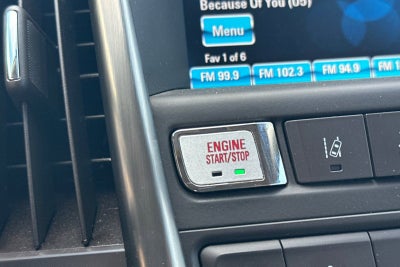 Because Of You (05)
Menu
Fav 1 of 6
FM 99.9
FM 102.3
FM 94.9
ENGINE
START/STOP